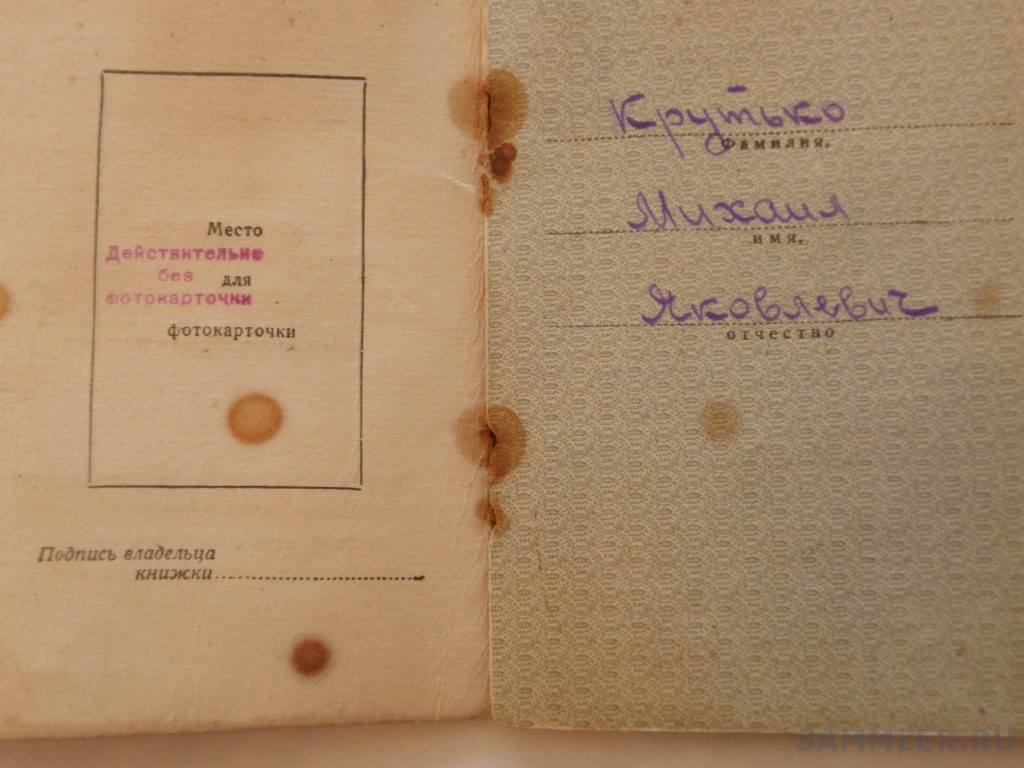 Место
Действительно
без
для
фотокарточки
фотокарточки
Подпись владельца
книжки
Крутько
Фамилия,
Михаил
имя,
Яковлевич
отчество
SAMMLER.RU